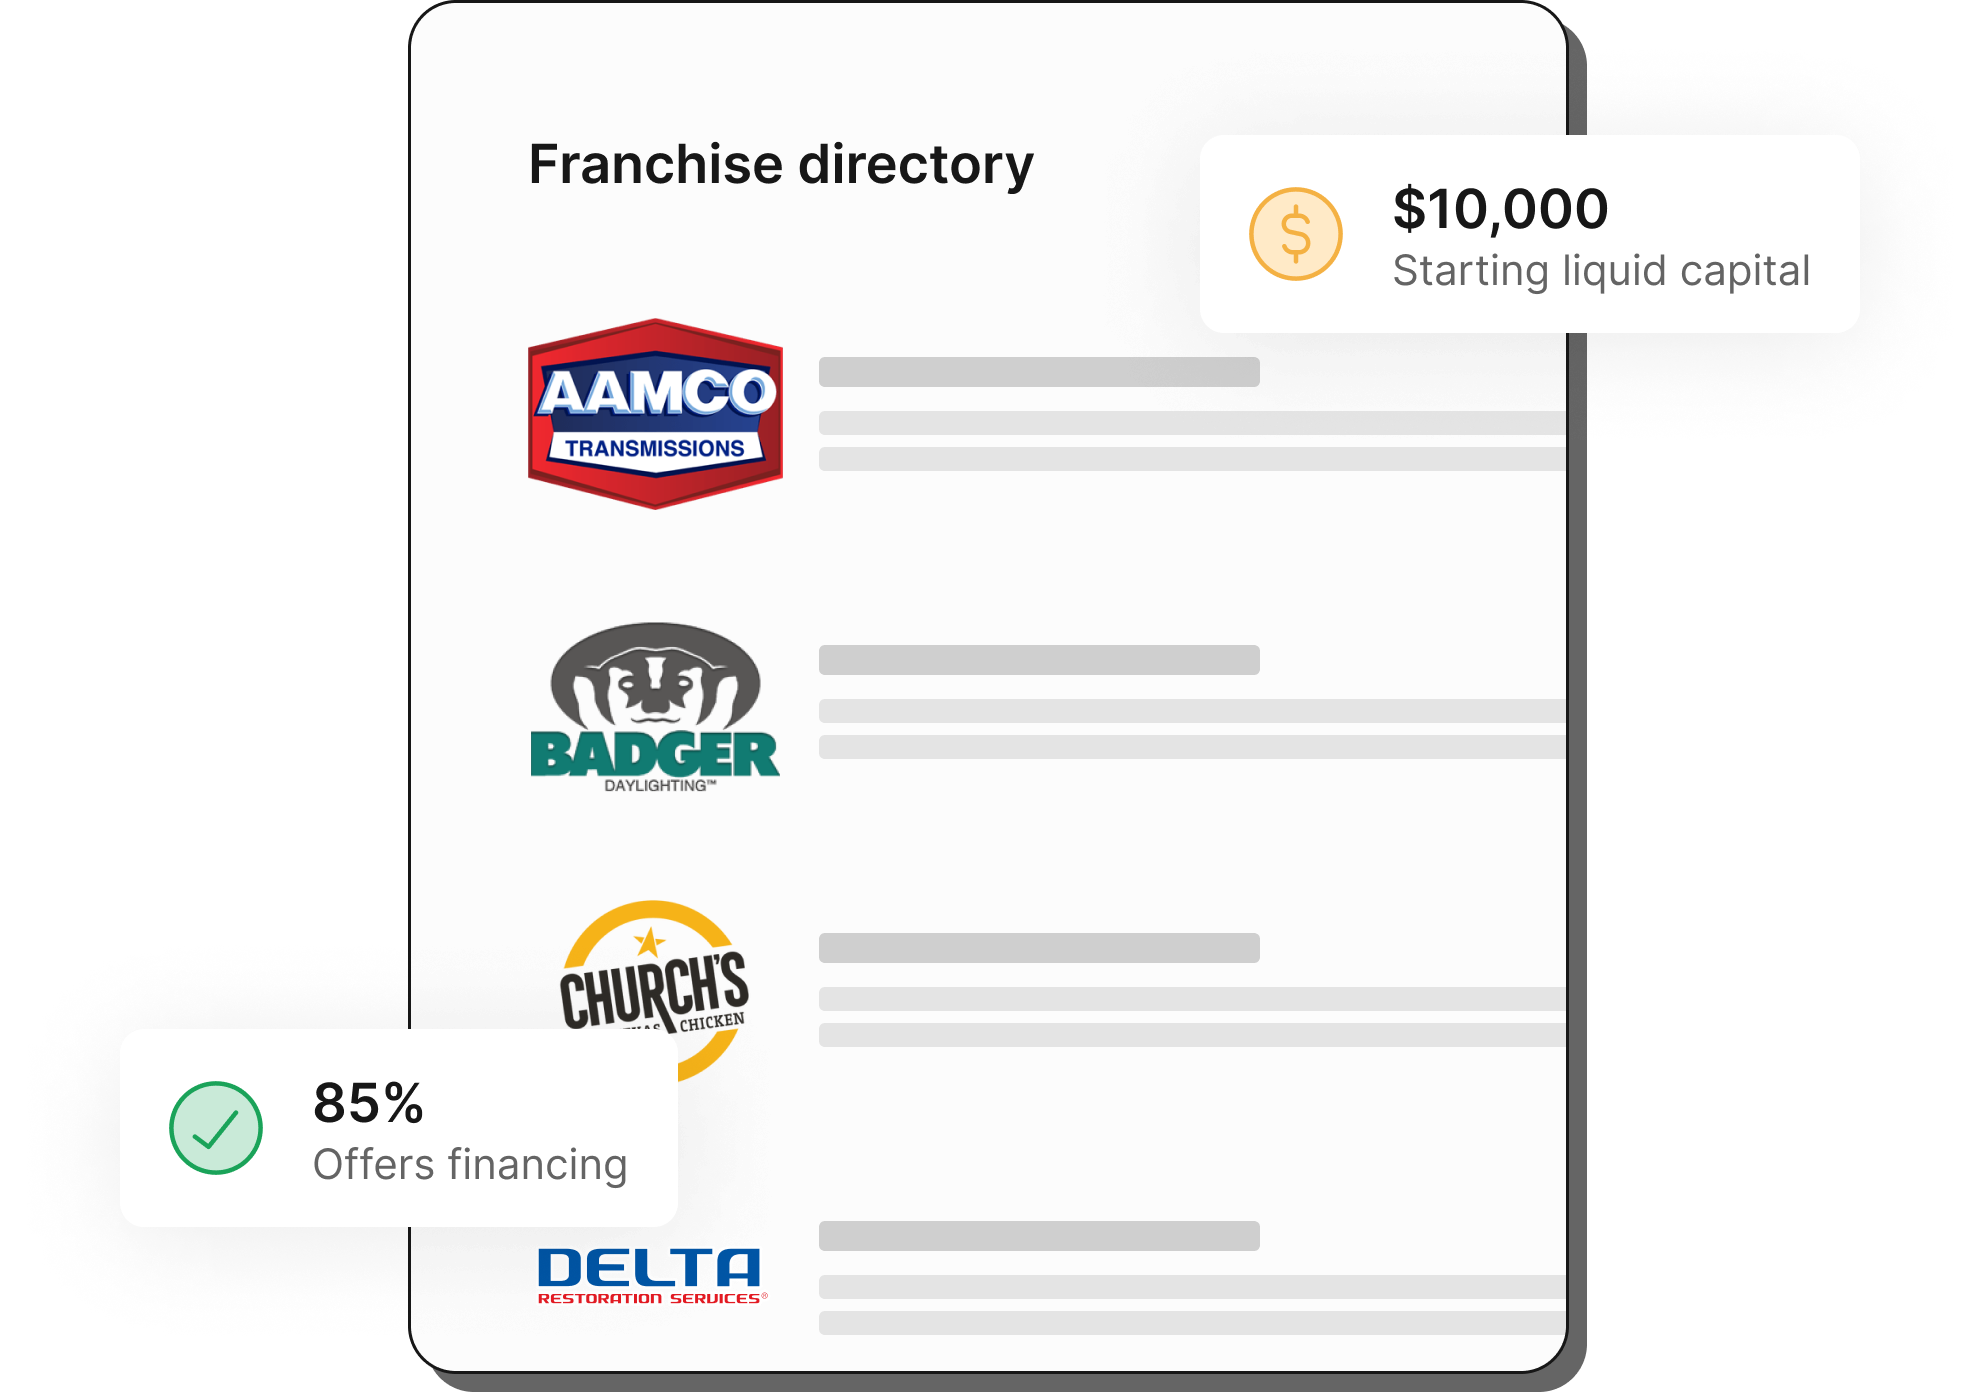 Franchise directory
$10,000
Starting liquid capital
AAMCO
TRANSMISSIONS
BADGER
DAYLIGHTING™
CHURCH'S
CHICKEN
85%
Offers financing
DELTA
RESTORATION SERVICES®